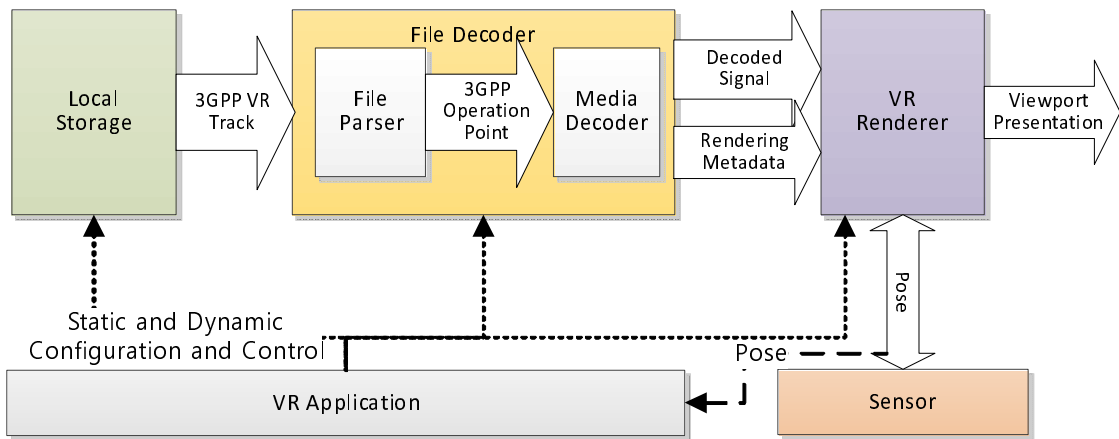 File Decoder
Local
Storage
3GPP VR
Track
File
Parser
3GPP
Operation
Point
Media
Decoder
Decoded
Signal
Rendering
Metadata
VR
Renderer
Viewport
Presentation
Pose
Static and Dynamic
Configuration and Control
Pose
VR Application
Sensor